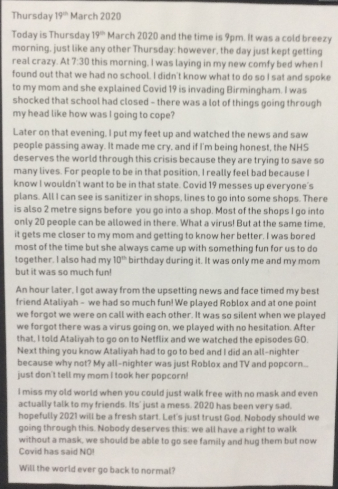 Thursday 19th March 2020
Today is Thursday 19th March 2020 and the time is 9pm. It was a cold breezy
morning, just like any other Thursday; however, the day just kept getting
real crazy. At 7:30 this morning, I was laying in my new comfy bed when I
found out that we had no school. I didn't know what to do so I sat and spoke
to my mom and she explained Covid 19 is invading Birmingham. I was
shocked that school had closed – there was a lot of things going through
my head like how was I going to cope?
Later on that evening, I put my feet up and watched the news and saw
people passing away. It made me cry, and if I'm being honest, the NHS
deserves the world through this crisis because they are trying to save so
many lives. For people to be in that position, I really feel bad because I
know I wouldn't want to be in that state. Covid 19 messes up everyone's
plans. All I can see is sanitizer in shops, lines to go into some shops. There
is also 2 metre signs before you go into a shop. Most of the shops I go into
only 20 people can be allowed in there. What a virus! But at the same time,
it gets me closer to my mom and getting to know her better. I was bored
most of the time but she always came up with something fun for us to do
together. I also had my 10th birthday during it. It was only me and my mom
but it was so much fun!
An hour later, I got away from the upsetting news and face timed my best
friend Ataliyah – we had so much fun! We played Roblox and at one point
we forgot we were on call with each other. It was so silent when we played
we forgot there was a virus going on, we played with no hesitation. After
that, I told Ataliyah to go on to Netflix and we watched the episodes GO.
Next thing you know Ataliyah had to go to bed and I did an all-nighter
because why not? My all-nighter was just Roblox and TV and popcorn...
just don't tell my mom I took her popcorn!
I miss my old world when you could just walk free with no mask and even
actually talk to my friends. Its' just a mess. 2020 has been very sad,
hopefully 2021 will be a fresh start. Let's just trust God. Nobody should we
going through this. Nobody deserves this; we all have a right to walk
without a mask, we should be able to go see family and hug them but now
Covid has said NO!
Will the world ever go back to normal?